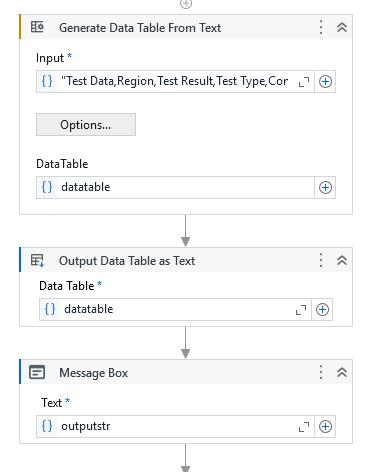 Generate Data Table From Text
Input *
{} "Test Data,Region,Test Result,Test Type,Cor
Options...
DataTable
{} datatable
Output Data Table as Text
Data Table *
{} datatable
Message Box
Text *
{} outputstr